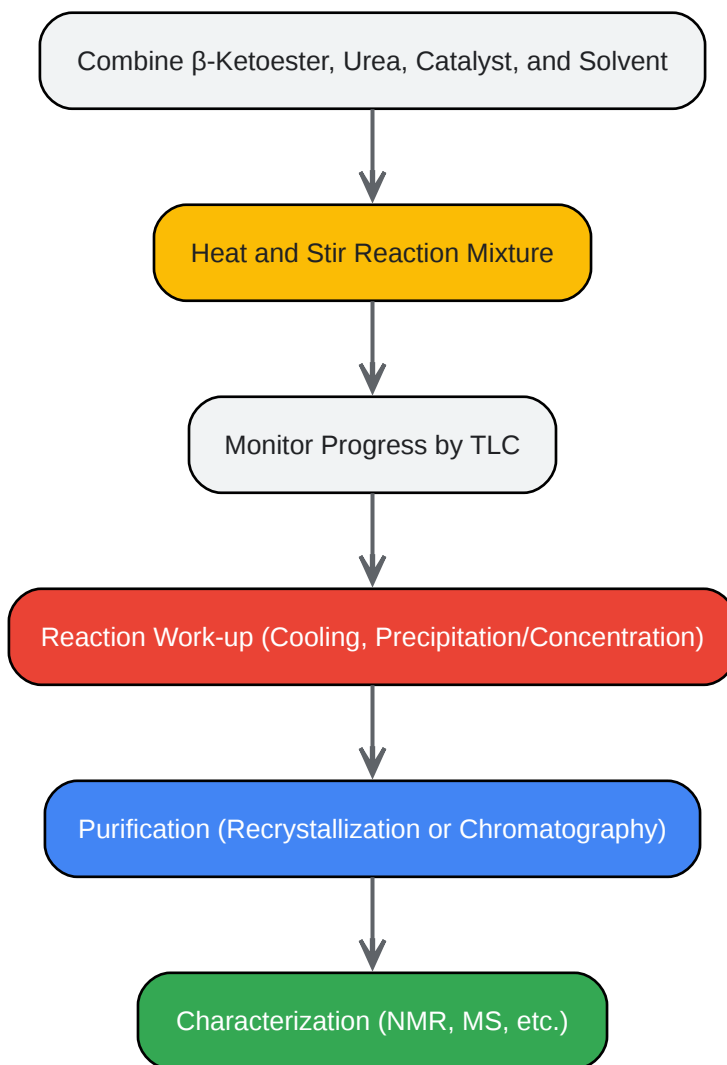 Combine β-Ketoester, Urea, Catalyst, and Solvent
Heat and Stir Reaction Mixture
Monitor Progress by TLC
Reaction Work-up (Cooling, Precipitation/Concentration)
Purification (Recrystallization or Chromatography)
Characterization (NMR, MS, etc.)